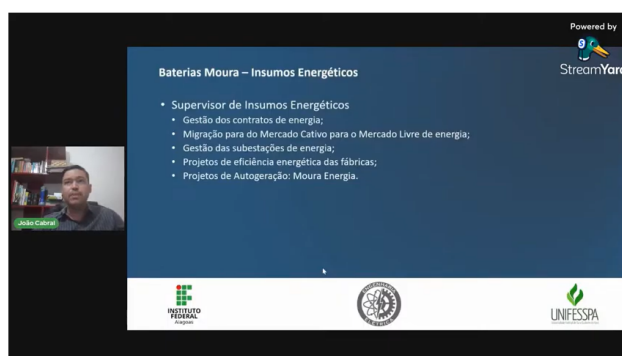 Powered by
StreamYard
Baterias Moura – Insumos Energéticos
• Supervisor de Insumos Energéticos
• Gestão dos contratos de energia;
• Migração para do Mercado Cativo para o Mercado Livre de energia;
• Gestão das subestações de energia;
• Projetos de eficiência energética das fábricas;
• Projetos de Autogeração: Moura Energia.
João Cabral
INSTITUTO
FEDERAL
Alagoas
ENGENHARIA
ELÉTRICA
UNIFESSPA